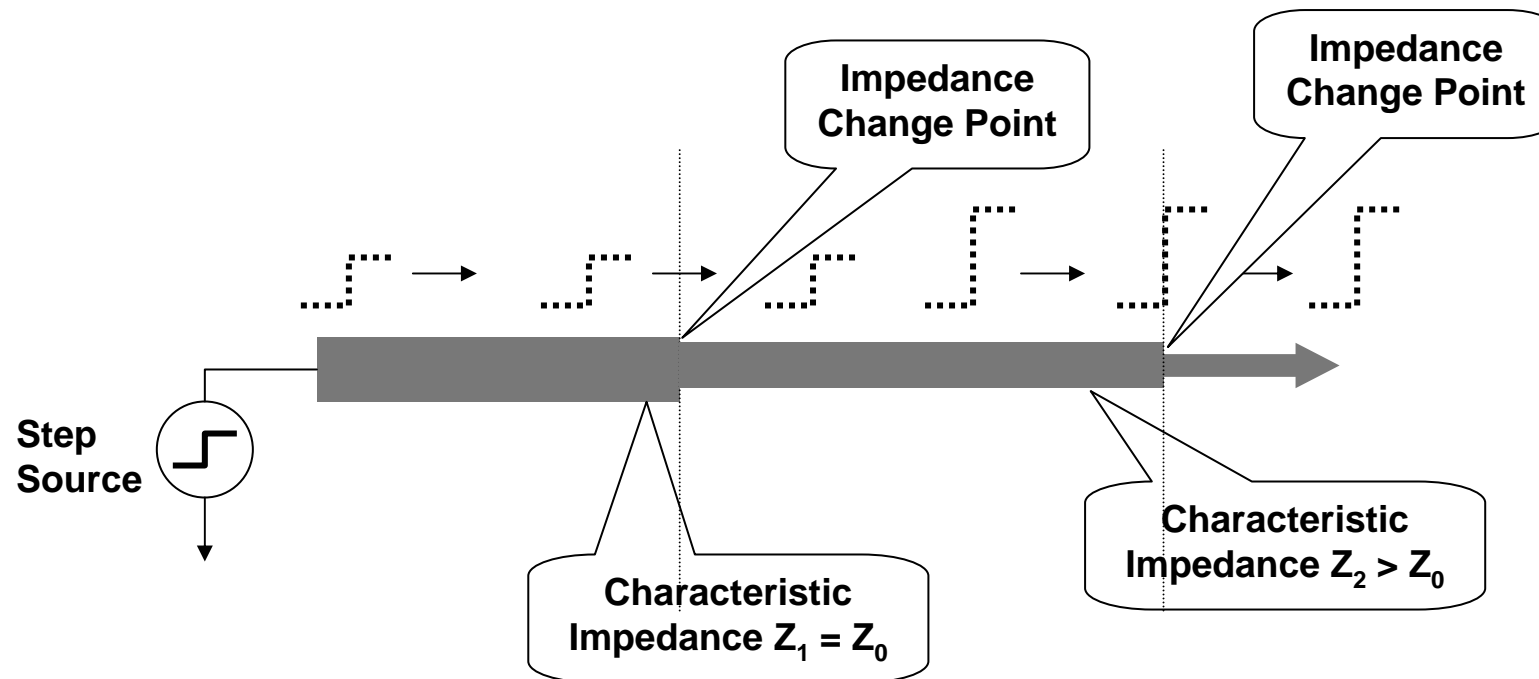 Impedance
Change Point
Impedance
Change Point
Step
Source
Characteristic
Impedance Z₁ = Z₀
Characteristic
Impedance Z₂ > Z₀